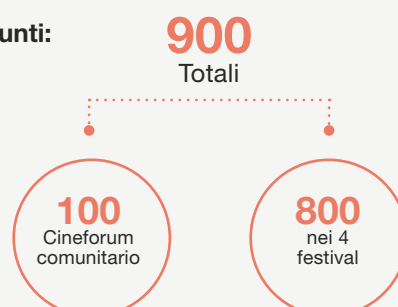 unti:
900
Totali
100
Cineforum
comunitario
800
nei 4
festival